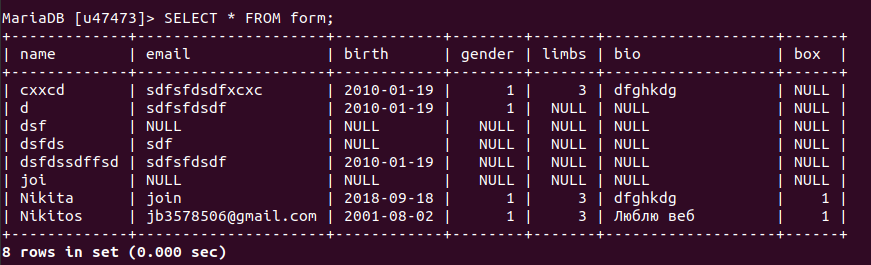 MariaDB [u47473]> SELECT * FROM form;
+-------------+----------------------+------------+--------+-------+-------------------+------+
| name        | email                | birth      | gender | limbs | bio               | box  |
+-------------+----------------------+------------+--------+-------+-------------------+------+
| cxxcd       | sdfsfdsdfxcxc        | 2010-01-19 |      1 |     3 | dfghkdg           | NULL |
| d           | sdfsfdsdf            | 2010-01-19 |      1 |  NULL | NULL              | NULL |
| dsf         | NULL                 | NULL       |   NULL |  NULL | NULL              | NULL |
| dsfds       | sdf                  | NULL       |   NULL |  NULL | NULL              | NULL |
| dsfdssdffsd | sdfsfdsdf            | 2010-01-19 |   NULL |  NULL | NULL              | NULL |
| joi         | NULL                 | NULL       |   NULL |  NULL | NULL              | NULL |
| Nikita      | join                 | 2018-09-18 |      1 |     3 | dfghkdg           |    1 |
| Nikitos     | jb3578506@gmail.com | 2001-08-02 |      1 |     3 | Люблю веб         |    1 |
+-------------+----------------------+------------+--------+-------+-------------------+------+
8 rows in set (0.000 sec)